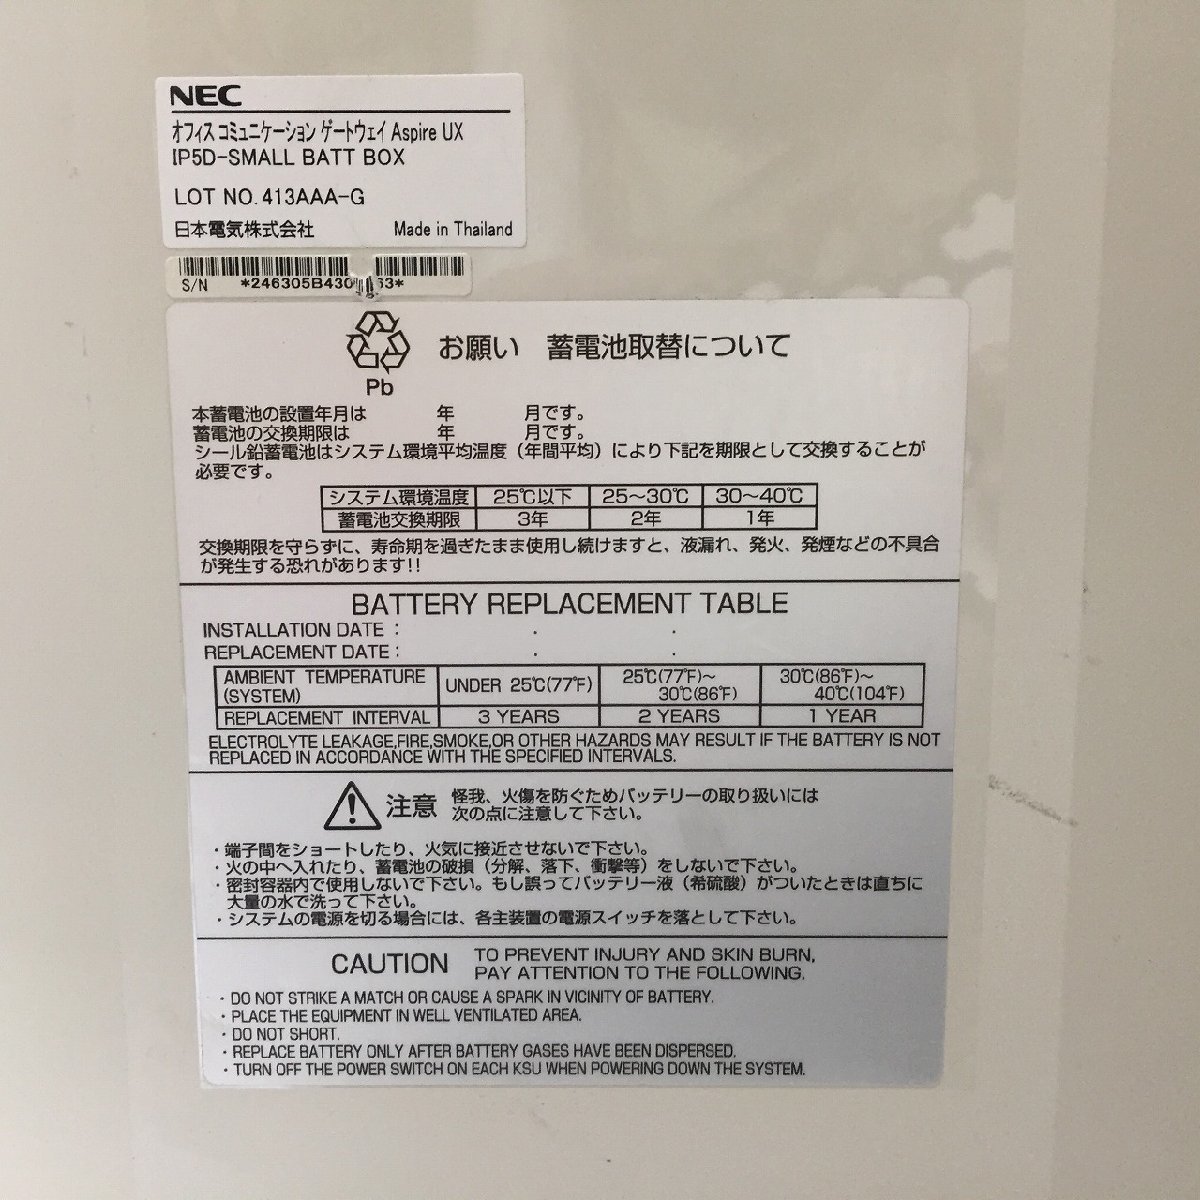 NEC
オフィス コミュニケーション ゲートウェイ Aspire UX
IP5D-SMALL BATT BOX
LOT NO. 413AAA-G
日本電気株式会社 Made in Thailand
S/N
お願い 蓄電池取替について
Pb
本蓄電池の設置年月は 年 月です。
蓄電池の交換期限は 年 月です。
シール鉛蓄電池はシステム環境平均温度（年間平均）により下記を期限として交換することが
必要です。
システム環境温度 25℃以下 25〜30℃ 30〜40℃
蓄電池交換期限 3年 2年 1年
交換期限を守らずに、寿命期を過ぎたまま使用し続けますと、液漏れ、発火、発煙などの不具合
が発生する恐れがあります!!
BATTERY REPLACEMENT TABLE
INSTALLATION DATE : . .
REPLACEMENT DATE : . .
AMBIENT TEMPERATURE
(SYSTEM)
UNDER 25℃(77℉)
25℃(77℉)〜
30℃(86℉)
30℃(86℉)〜
40℃(104℉)
REPLACEMENT INTERVAL 3 YEARS 2 YEARS 1 YEAR
ELECTROLYTE LEAKAGE,FIRE,SMOKE,OR OTHER HAZARDS MAY RESULT IF THE BATTERY IS NOT
REPLACED IN ACCORDANCE WITH THE SPECIFIED INTERVALS.
注意 怪我、火傷を防ぐためバッテリーの取り扱いには
次の点に注意して下さい。
・端子間をショートしたり、火気に接近させないで下さい。
・火の中へ入れたり、蓄電池の破損（分解、落下、衝撃等）をしないで下さい。
・密封容器内で使用しないで下さい。もし誤ってバッテリー液（希硫酸）がついたときは直ちに
大量の水で洗って下さい。
・システムの電源を切る場合には、各主装置の電源スイッチを落として下さい。
CAUTION TO PREVENT INJURY AND SKIN BURN,
PAY ATTENTION TO THE FOLLOWING.
・DO NOT STRIKE A MATCH OR CAUSE A SPARK IN VICINITY OF BATTERY.
・PLACE THE EQUIPMENT IN WELL VENTILATED AREA.
・DO NOT SHORT.
・REPLACE BATTERY ONLY AFTER BATTERY GASES HAVE BEEN DISPERSED.
・TURN OFF THE POWER SWITCH ON EACH KSU WHEN POWERING DOWN THE SYSTEM.